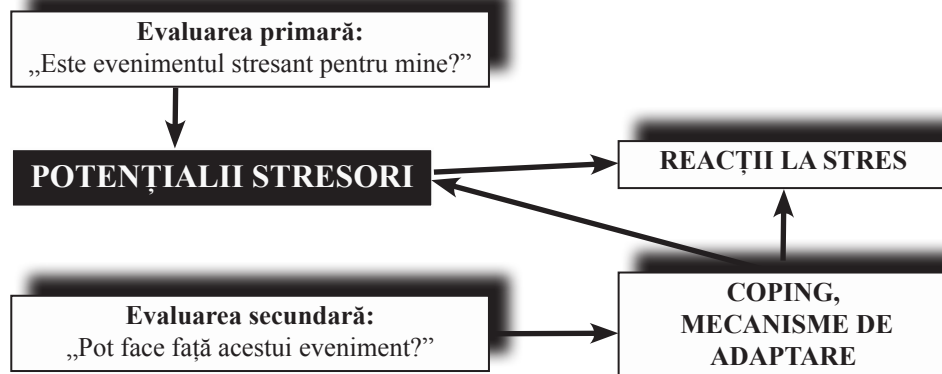 Evaluarea primară:
„Este evenimentul stresant pentru mine?”
POTENȚIALII STRESORI
REACȚII LA STRES
Evaluarea secundară:
„Pot face față acestui eveniment?”
COPING,
MECANISME DE
ADAPTARE